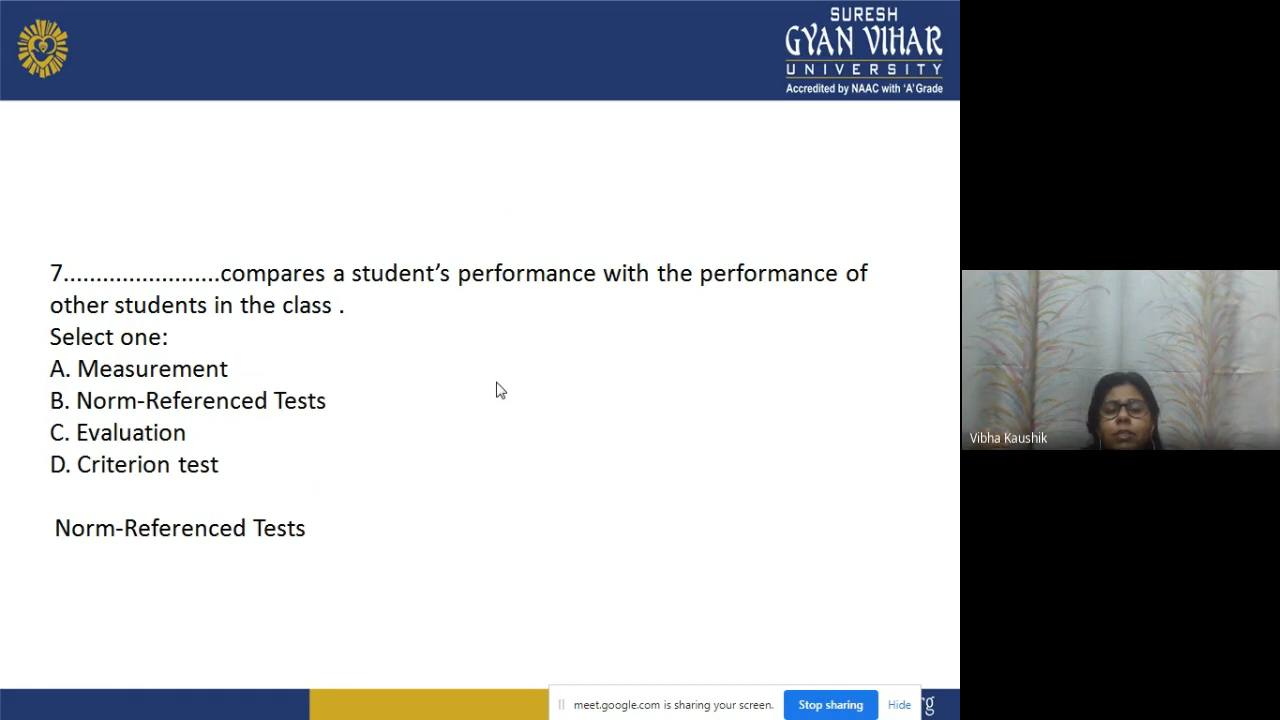 SURESH
GYAN VIHAR
UNIVERSITY
Accredited by NAAC with ‘A’ Grade
7........................compares a student’s performance with the performance of
other students in the class .
Select one:
A. Measurement
B. Norm-Referenced Tests
C. Evaluation
D. Criterion test
Norm-Referenced Tests
Vibha Kaushik
meet.google.com is sharing your screen.
Stop sharing
Hide